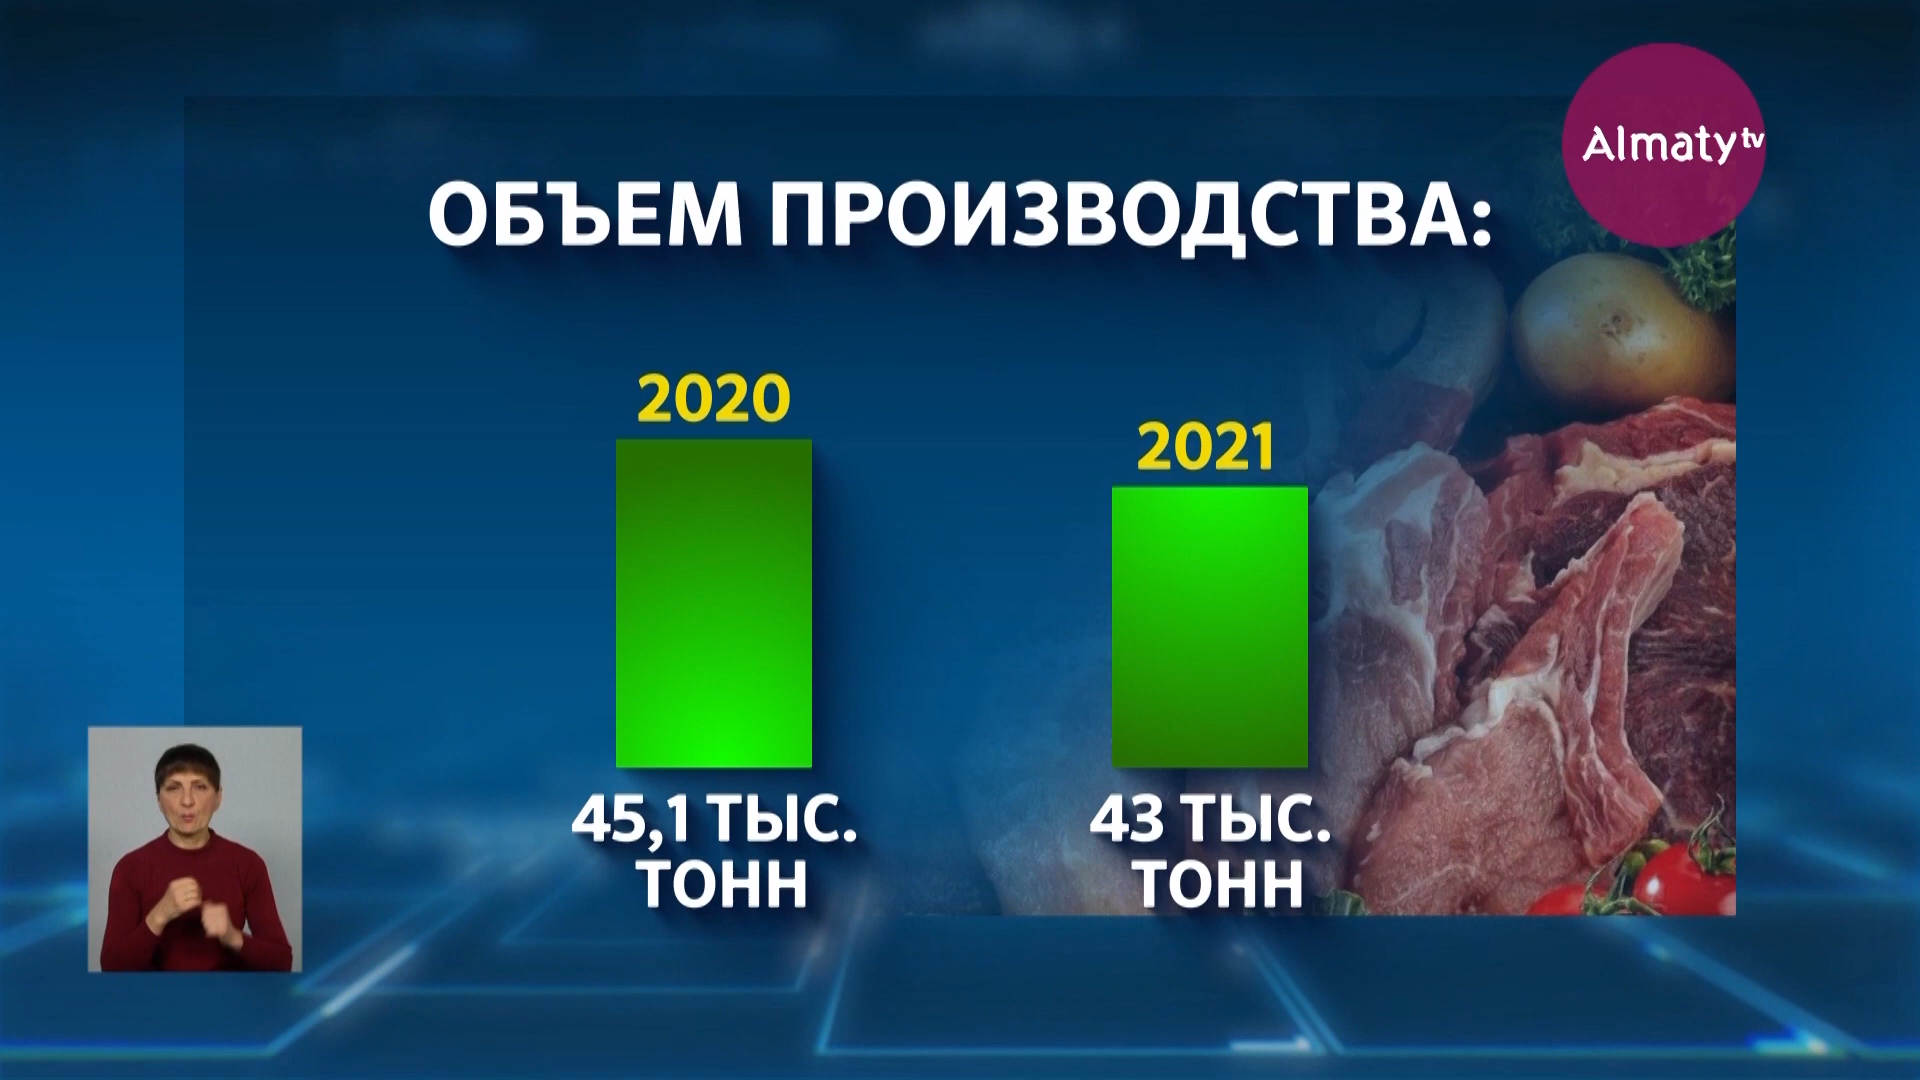 Almaty tv
ОБЪЕМ ПРОИЗВОДСТВА:
2020
2021
45,1 ТЫС.
ТОНН
43 ТЫС.
ТОНН